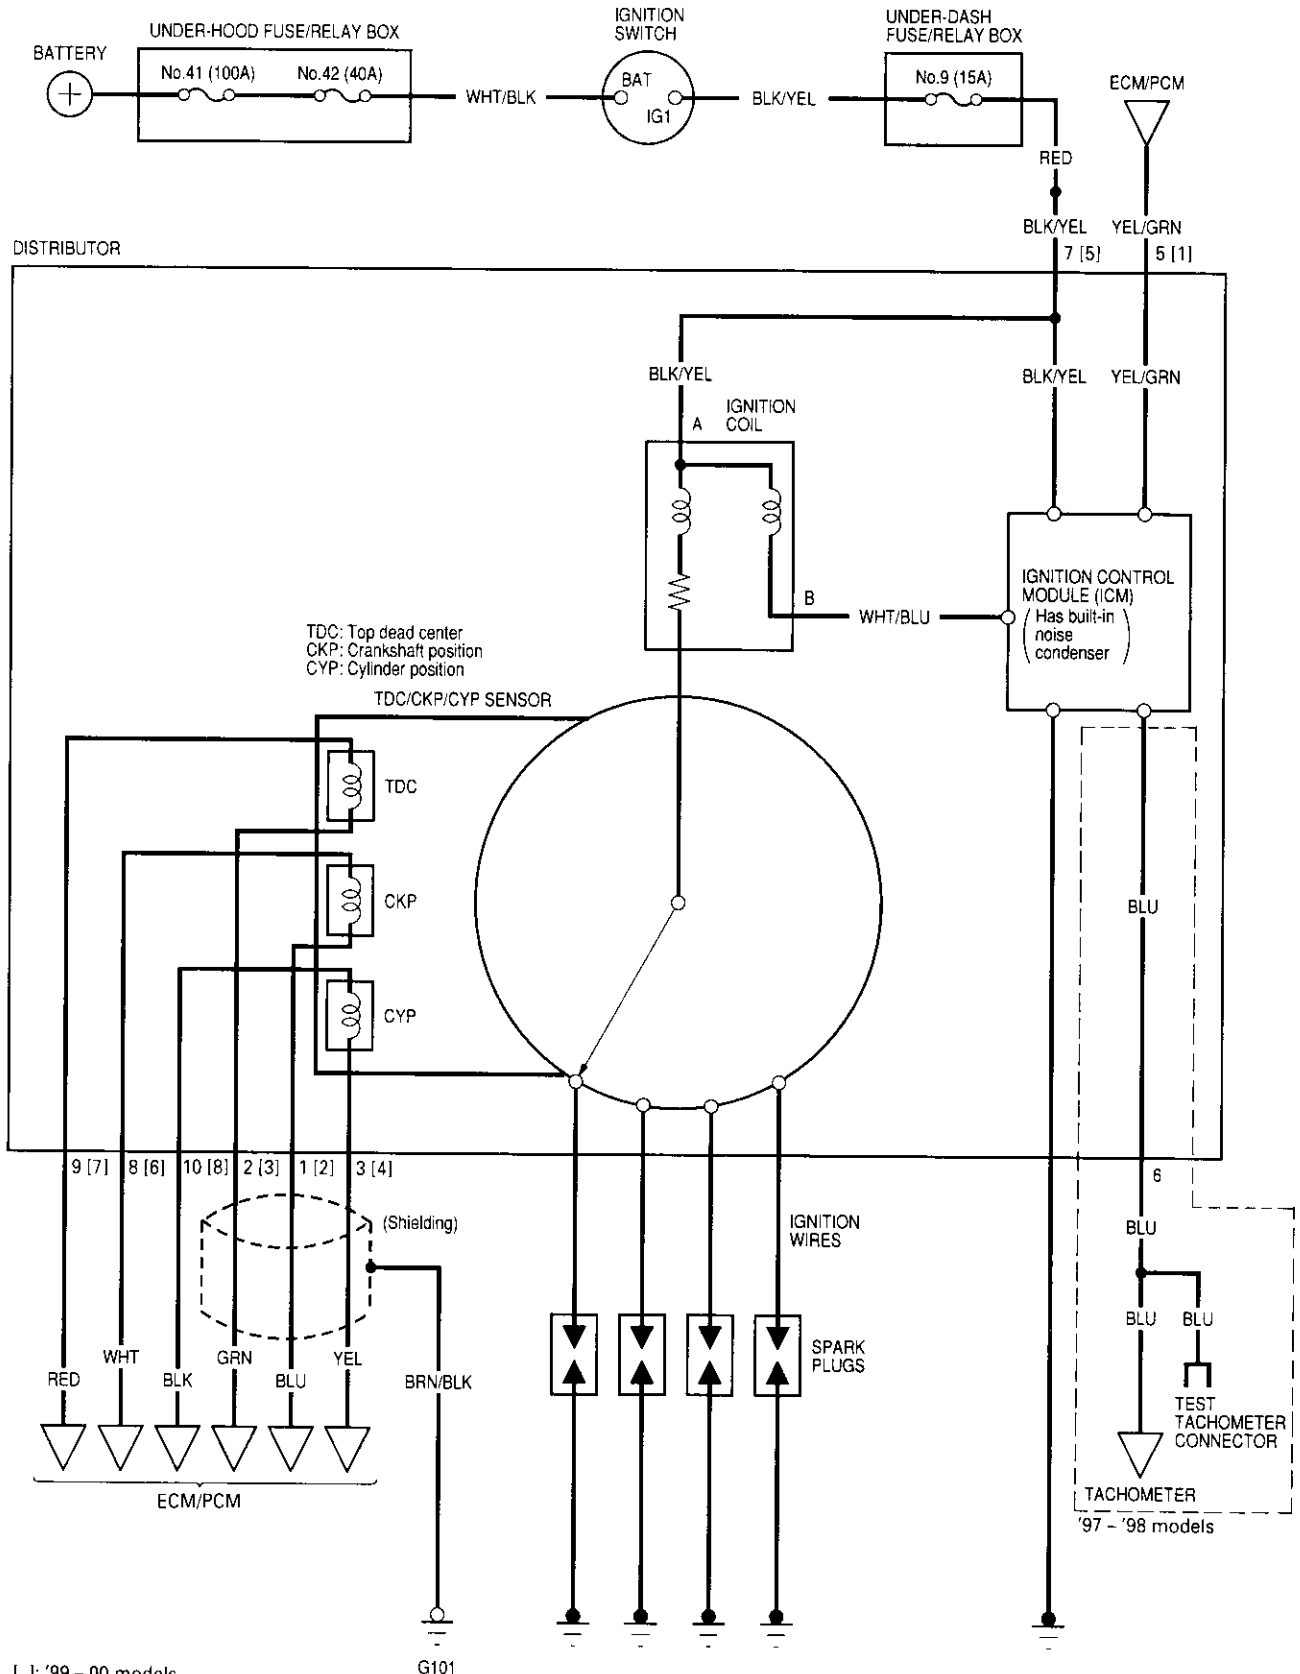 UNDER-HOOD FUSE/RELAY BOX
IGNITION
SWITCH
UNDER-DASH
FUSE/RELAY BOX
BATTERY
No.41 (100A)
No.42 (40A)
BAT
IG1
No.9 (15A)
ECM/PCM
WHT/BLK
BLK/YEL
RED
BLK/YEL
YEL/GRN
7 [5]
5 [1]
DISTRIBUTOR
BLK/YEL
BLK/YEL
YEL/GRN
A
IGNITION
COIL
B
WHT/BLU
IGNITION CONTROL
MODULE (ICM)
(Has built-in
noise
condenser)
TDC: Top dead center
CKP: Crankshaft position
CYP: Cylinder position
TDC/CKP/CYP SENSOR
TDC
CKP
CYP
BLU
9 [7]
8 [6]
10 [8]
2 [3]
1 [2]
3 [4]
6
(Shielding)
IGNITION
WIRES
BLU
BLU
BLU
SPARK
PLUGS
RED
WHT
BLK
GRN
BLU
YEL
BRN/BLK
TEST
TACHOMETER
CONNECTOR
ECM/PCM
TACHOMETER
'97 – '98 models
G101
[ ]: '99 – 00 models